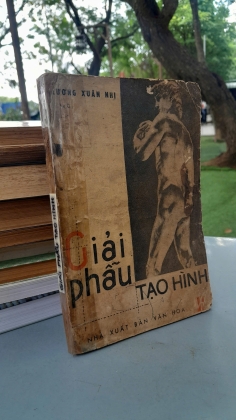 ƯƠNG XUÂN NHỊ
Giải
phẫu
TẠO HÌNH
NHÀ XUẤT BẢN VĂN HÓA